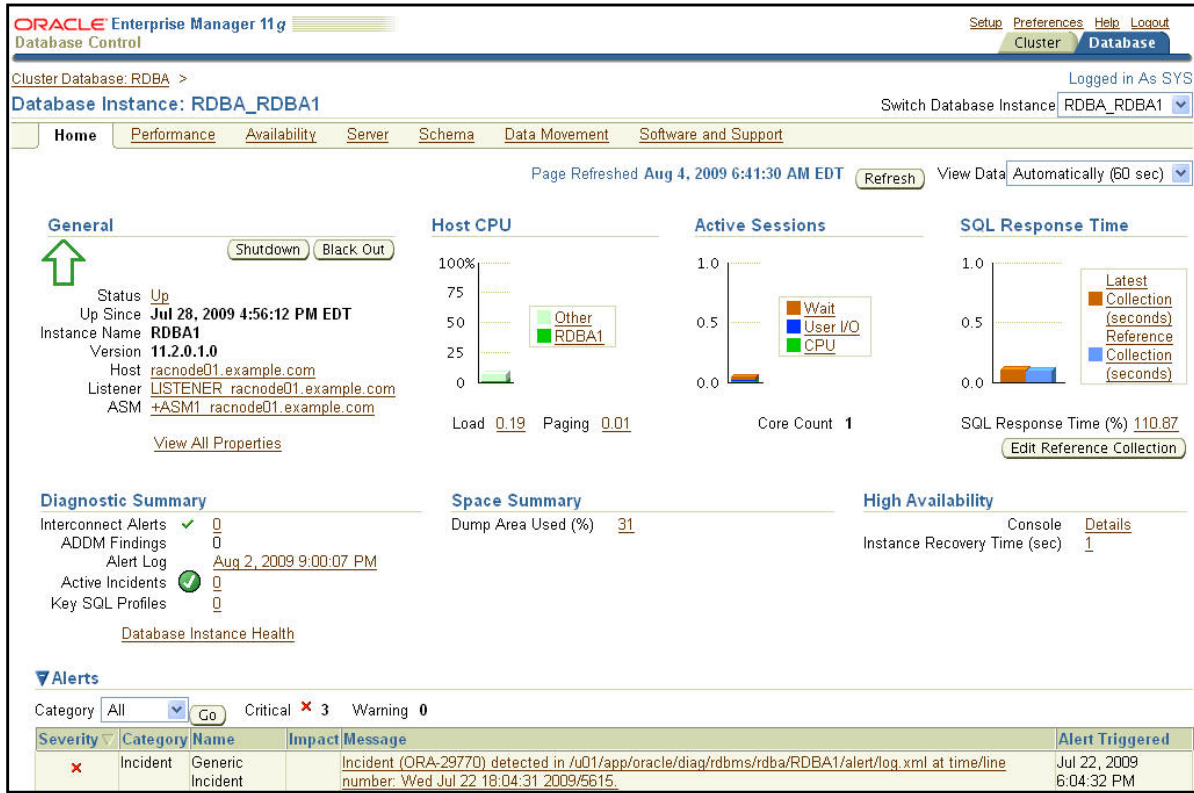 ORACLE Enterprise Manager 11g
Database Control
Setup Preferences Help Logout
Cluster Database
Cluster Database: RDBA >
Logged in As SYS
Database Instance: RDBA_RDBA1
Switch Database Instance RDBA_RDBA1
Home Performance Availability Server Schema Data Movement Software and Support
Page Refreshed Aug 4, 2009 6:41:30 AM EDT Refresh View Data Automatically (60 sec)
General
Shutdown Black Out
Status Up
Up Since Jul 28, 2009 4:56:12 PM EDT
Instance Name RDBA1
Version 11.2.0.1.0
Host racnode01.example.com
Listener LISTENER_racnode01.example.com
ASM +ASM1_racnode01.example.com
View All Properties
Host CPU
100%
75
50
25
0
Other
RDBA1
Load 0.19 Paging 0.01
Active Sessions
1.0
0.5
0.0
Wait
User I/O
CPU
Core Count 1
SQL Response Time
1.0
0.5
0.0
Latest
Collection
(seconds)
Reference
Collection
(seconds)
SQL Response Time (%) 110.87
Edit Reference Collection
Diagnostic Summary
Interconnect Alerts 0
ADDM Findings 0
Alert Log Aug 2, 2009 9:00:07 PM
Active Incidents 0
Key SQL Profiles 0
Database Instance Health
Space Summary
Dump Area Used (%) 31
High Availability
Console Details
Instance Recovery Time (sec) 1
Alerts
Category All Go Critical 3 Warning 0
Severity Category Name Impact Message Alert Triggered
Incident
Generic
Incident
Incident (ORA-29770) detected in /u01/app/oracle/diag/rdbms/rdba/RDBA1/alert/log.xml at time/line
number: Wed Jul 22 18:04:31 2009/5615.
Jul 22, 2009
6:04:32 PM